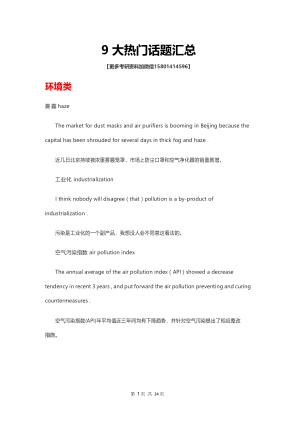 9 大热门话题汇总
【更多考研资料加微信15801414596】
环境类
雾霾 haze
The market for dust masks and air purifiers is booming in Beijing because the
capital has been shrouded for several days in thick fog and haze .
近几日北京持续被浓重雾霾笼罩，市场上防尘口罩和空气净化器的销量暴增。
工业化 industrialization
I think nobody will disagree（that）pollution is a by-product of
industrialization .
污染是工业化的一个副产品，我想没人会不同意这看法的。
空气污染指数 air pollution index
The annual average of the air pollution index（API）showed a decrease
tendency in recent 3 years , and put forward the air pollution preventing and curing
countermeasures .
空气污染指数(API)年平均值近三年间均有下降趋势，并针对空气污染提出了相应整改
措施。
第 1 页 共 34 页